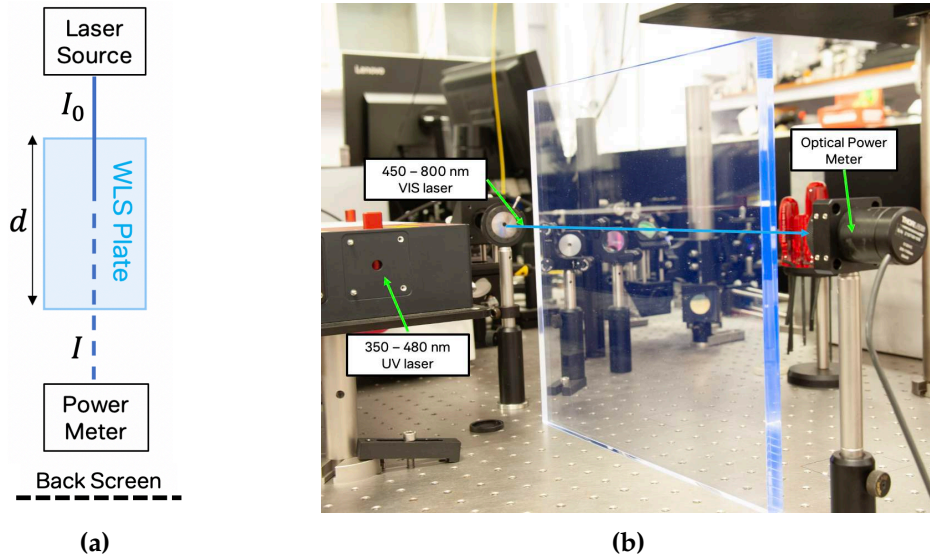 Laser
Source
I₀
d
WLS Plate
I
Power
Meter
Back Screen
(a)
Lenovo
450 – 800 nm
VIS laser
Optical Power
Meter
THORLABS
350 – 480 nm
UV laser
(b)